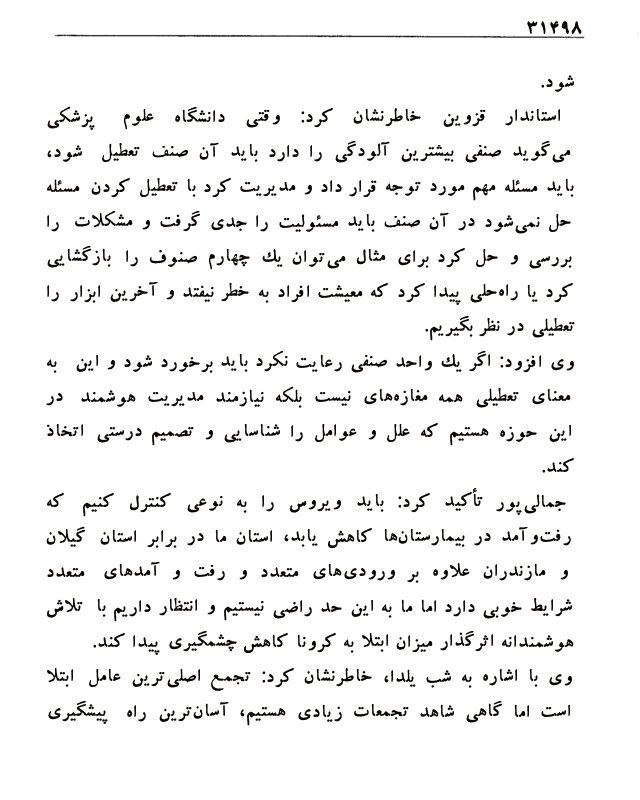 ۳۱۴۹۸
شود.
استاندار قزوین خاطرنشان کرد: وقتی دانشگاه علوم پزشکی
می‌گوید صنفی بیشترین آلودگی را دارد باید آن صنف تعطیل شود،
باید مسئله مهم مورد توجه قرار داد و مدیریت کرد با تعطیل کردن مسئله
حل نمی‌شود در آن صنف باید مسئولیت را جدی گرفت و مشکلات را
بررسی و حل کرد برای مثال می‌توان یك چهارم صنوف را بازگشایی
کرد یا راه‌حلی پیدا کرد که معیشت افراد به خطر نیفتد و آخرین ابزار را
تعطیلی در نظر بگیریم.
وی افزود: اگر یك واحد صنفی رعایت نکرد باید برخورد شود و این به
معنای تعطیلی همه مغازه‌های نیست بلکه نیازمند مدیریت هوشمند در
این حوزه هستیم که علل و عوامل را شناسایی و تصمیم درستی اتخاذ
کند.
جمالی‌پور تأکید کرد: باید ویروس را به نوعی کنترل کنیم که
رفت‌و‌آمد در بیمارستان‌ها کاهش یابد، استان ما در برابر استان گیلان
و مازندران علاوه بر ورودی‌های متعدد و رفت و آمدهای متعدد
شرایط خوبی دارد اما ما به این حد راضی نیستیم و انتظار داریم با تلاش
هوشمندانه اثرگذار میزان ابتلا به کرونا کاهش چشمگیری پیدا کند.
وی با اشاره به شب یلدا، خاطرنشان کرد: تجمع اصلی‌ترین عامل ابتلا
است اما گاهی شاهد تجمعات زیادی هستیم، آسان‌ترین راه پیشگیری